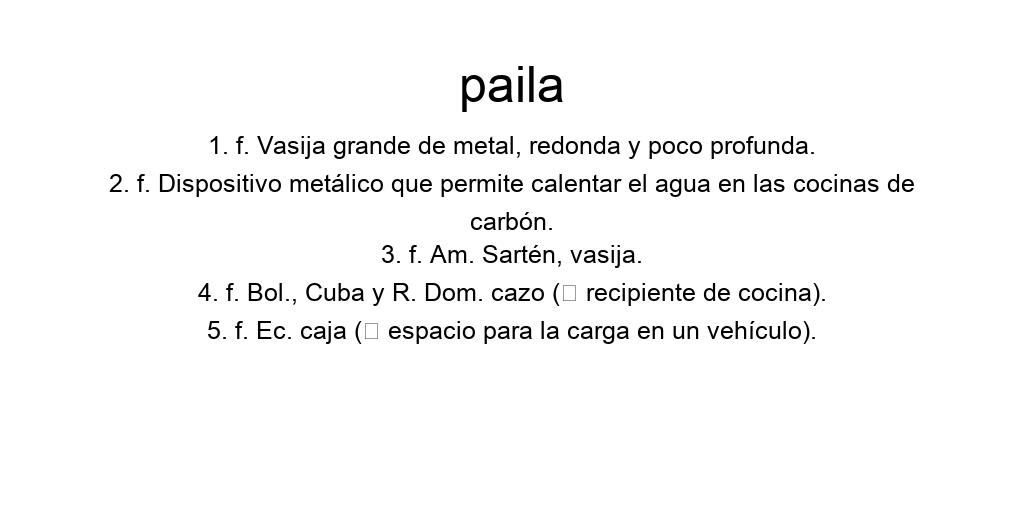 paila
1. f. Vasija grande de metal, redonda y poco profunda.
2. f. Dispositivo metálico que permite calentar el agua en las cocinas de
carbón.
3. f. Am. Sartén, vasija.
4. f. Bol., Cuba y R. Dom. cazo (□ recipiente de cocina).
5. f. Ec. caja (□ espacio para la carga en un vehículo).